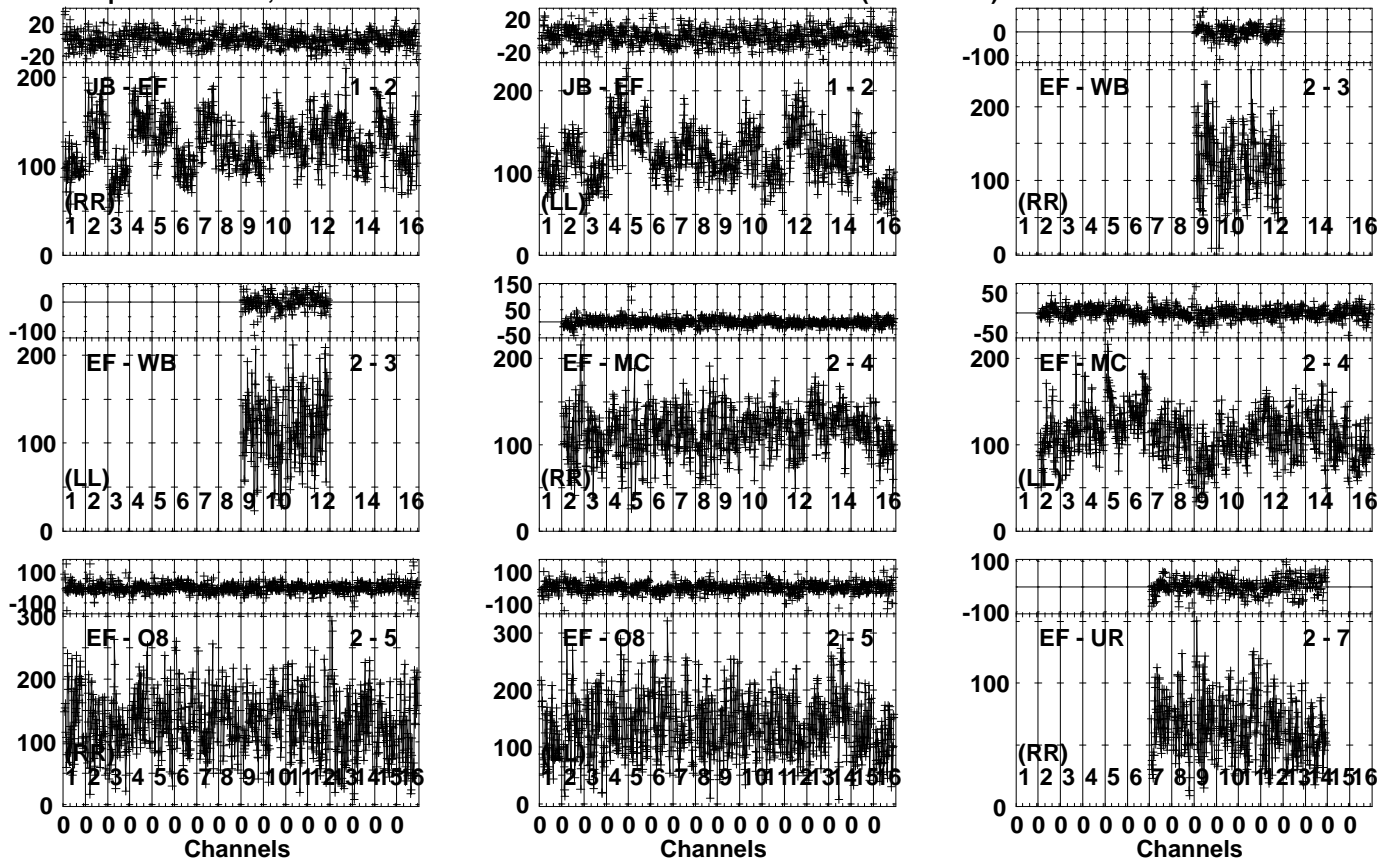 20 20 0
-20 -20 -100
200 JB - EF 1 - 2 200 JB - EF 1 - 2 200 EF - WB 2 - 3
100 100 100
(RR) (LL) (RR)
1 2 3 4 5 6 7 8 9 10 12 14 16 1 2 3 4 5 6 7 8 9 10 12 14 16 1 2 3 4 5 6 7 8 9 10 12 14 16
0 0 0
0 150 50
-100 50 -50
-50
200 EF - WB 2 - 3 200 EF - MC 2 - 4 200 EF - MC 2 - 4
100 100 100
(LL) (RR) (LL)
1 2 3 4 5 6 7 8 9 10 12 14 16 1 2 3 4 5 6 7 8 9 10 12 14 16 1 2 3 4 5 6 7 8 9 10 12 14 16
0 0 0
100 100 100
-100 -100 -100
300 EF - O8 2 - 5 300 EF - O8 2 - 5 EF - UR 2 - 7
200 200 100
100 100
(RR) (LL) (RR)
1 2 3 4 5 6 7 8 9 10 11 12 13 14 15 16 1 2 3 4 5 6 7 8 9 10 11 12 13 14 15 16 1 2 3 4 5 6 7 8 9 10 11 12 13 14 15 16
0 0 0
0 0 0 0 0 0 0 0 0 0 0 0 0 0 0 0 0 0 0 0 0 0 0 0 0 0 0 0 0 0 0 0 0 0 0 0 0 0 0 0 0 0 0 0 0 0 0 0
Channels Channels Channels